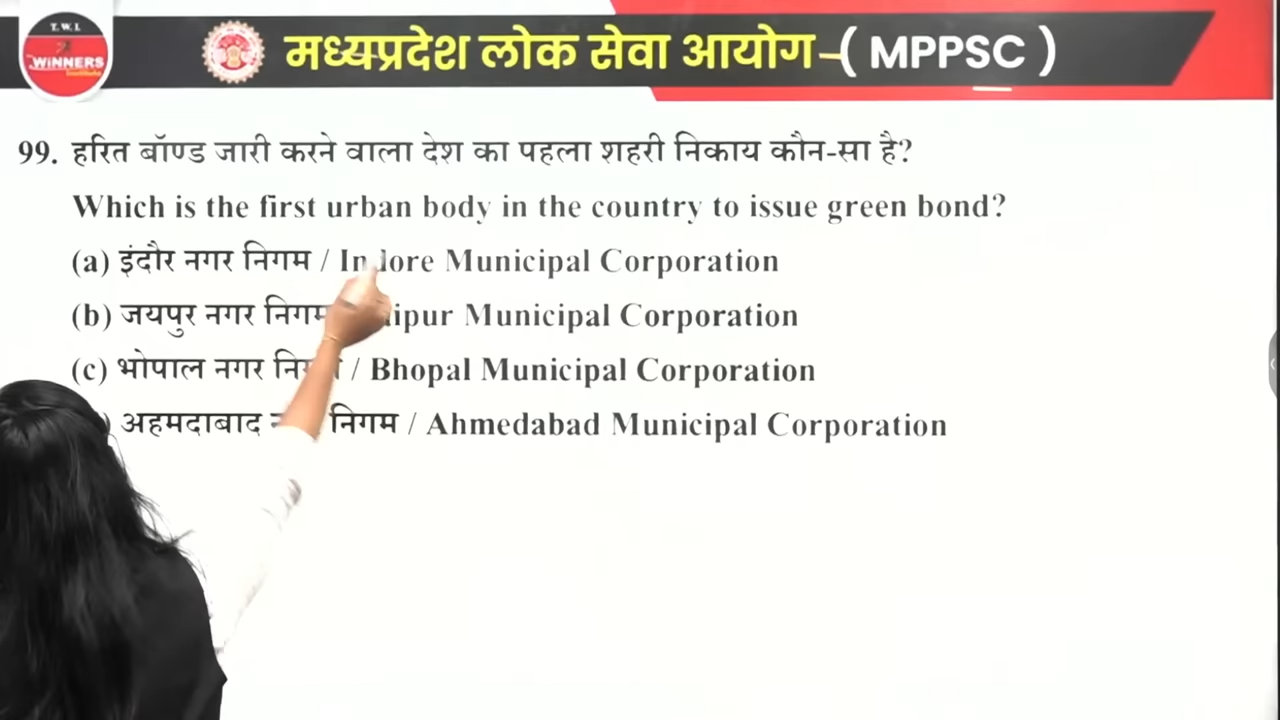 T.W.I.
WiNNERS
मध्यप्रदेश लोक सेवा आयोग-( MPPSC )
99. हरित बॉण्ड जारी करने वाला देश का पहला शहरी निकाय कौन-सा है?
Which is the first urban body in the country to issue green bond?
(a) इंदौर नगर निगम / Indore Municipal Corporation
(b) जयपुर नगर निगम Municipal Corporation
(c) भोपाल नगर / Bhopal Municipal Corporation
अहमदाबाद निगम / Ahmedabad Municipal Corporation